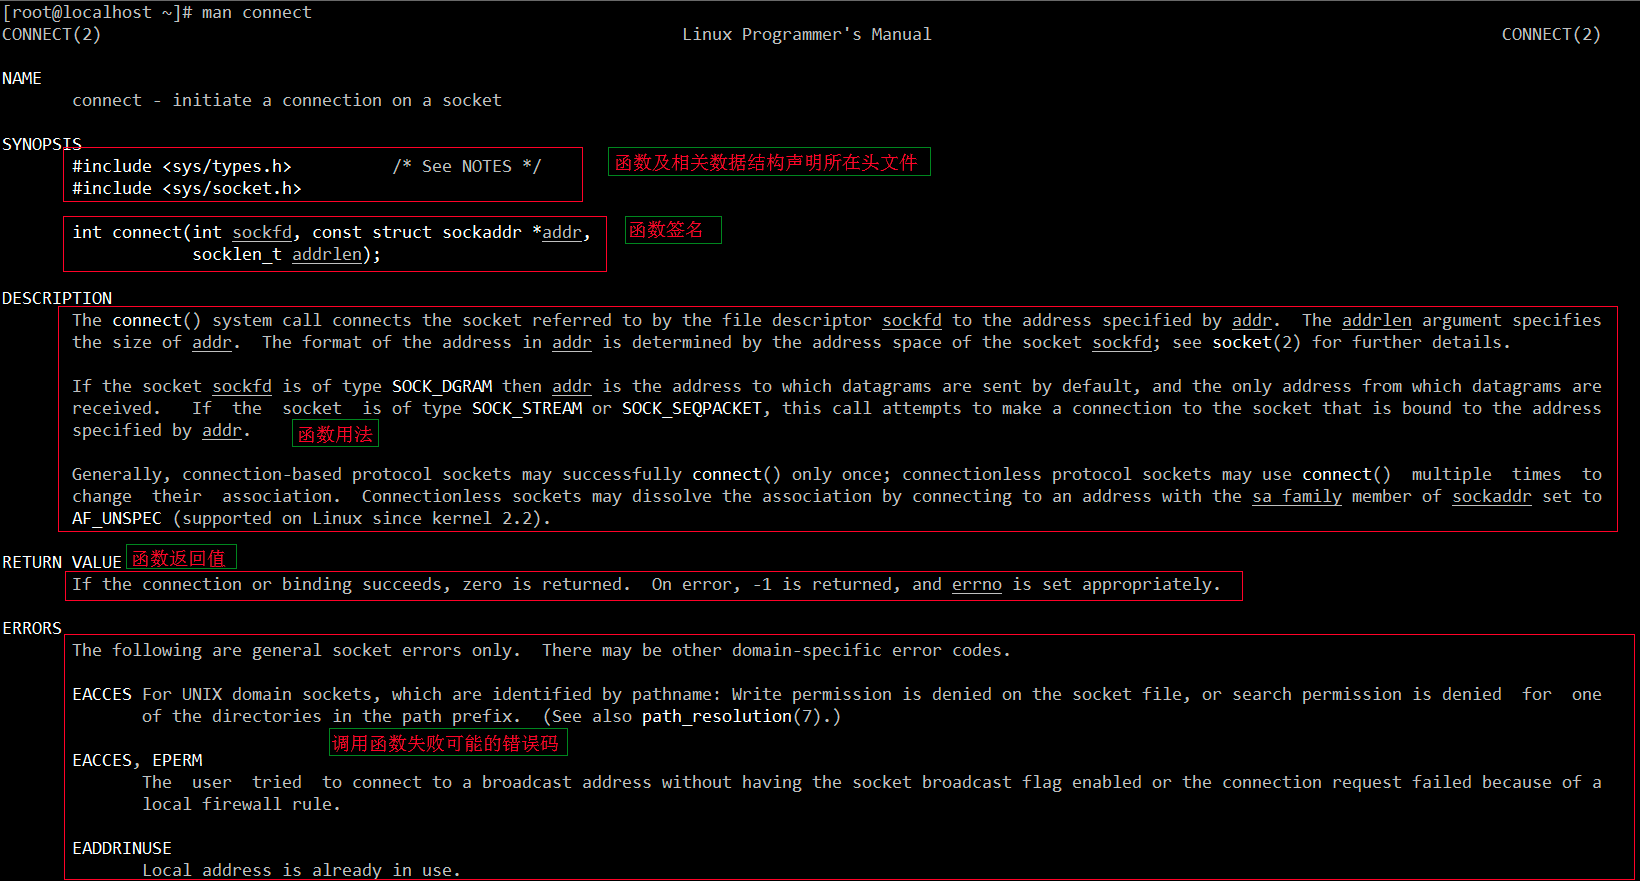 [root@localhost ~]# man connect
CONNECT(2) Linux Programmer's Manual CONNECT(2)
NAME
connect - initiate a connection on a socket
SYNOPSIS
#include <sys/types.h> /* See NOTES */ 函数及相关数据结构声明所在头文件
#include <sys/socket.h>
int connect(int sockfd, const struct sockaddr *addr, 函数签名
socklen_t addrlen);
DESCRIPTION
The connect() system call connects the socket referred to by the file descriptor sockfd to the address specified by addr. The addrlen argument specifies
the size of addr. The format of the address in addr is determined by the address space of the socket sockfd; see socket(2) for further details.
If the socket sockfd is of type SOCK_DGRAM then addr is the address to which datagrams are sent by default, and the only address from which datagrams are
received. If the socket is of type SOCK_STREAM or SOCK_SEQPACKET, this call attempts to make a connection to the socket that is bound to the address
specified by addr. 函数用法
Generally, connection-based protocol sockets may successfully connect() only once; connectionless protocol sockets may use connect() multiple times to
change their association. Connectionless sockets may dissolve the association by connecting to an address with the sa_family member of sockaddr set to
AF_UNSPEC (supported on Linux since kernel 2.2).
RETURN VALUE 函数返回值
If the connection or binding succeeds, zero is returned. On error, -1 is returned, and errno is set appropriately.
ERRORS
The following are general socket errors only. There may be other domain-specific error codes.
EACCES For UNIX domain sockets, which are identified by pathname: Write permission is denied on the socket file, or search permission is denied for one
of the directories in the path prefix. (See also path_resolution(7).)
调用函数失败可能的错误码
EACCES, EPERM
The user tried to connect to a broadcast address without having the socket broadcast flag enabled or the connection request failed because of a
local firewall rule.
EADDRINUSE
Local address is already in use.